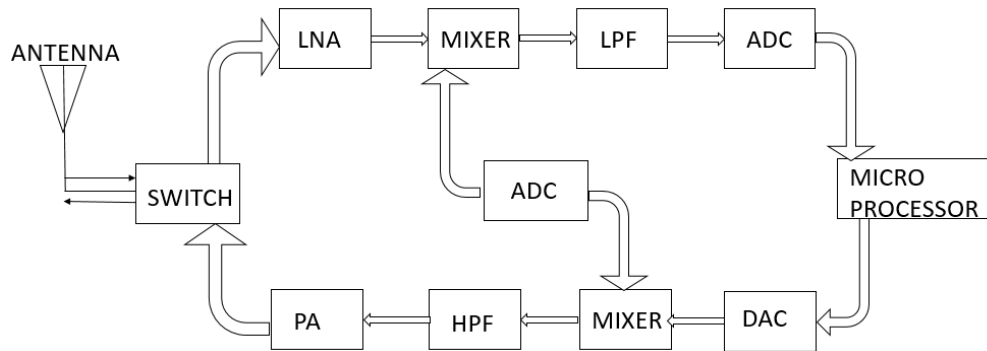 LNA
MIXER
LPF
ADC
ANTENNA
SWITCH
ADC
MICRO
PROCESSOR
PA
HPF
MIXER
DAC